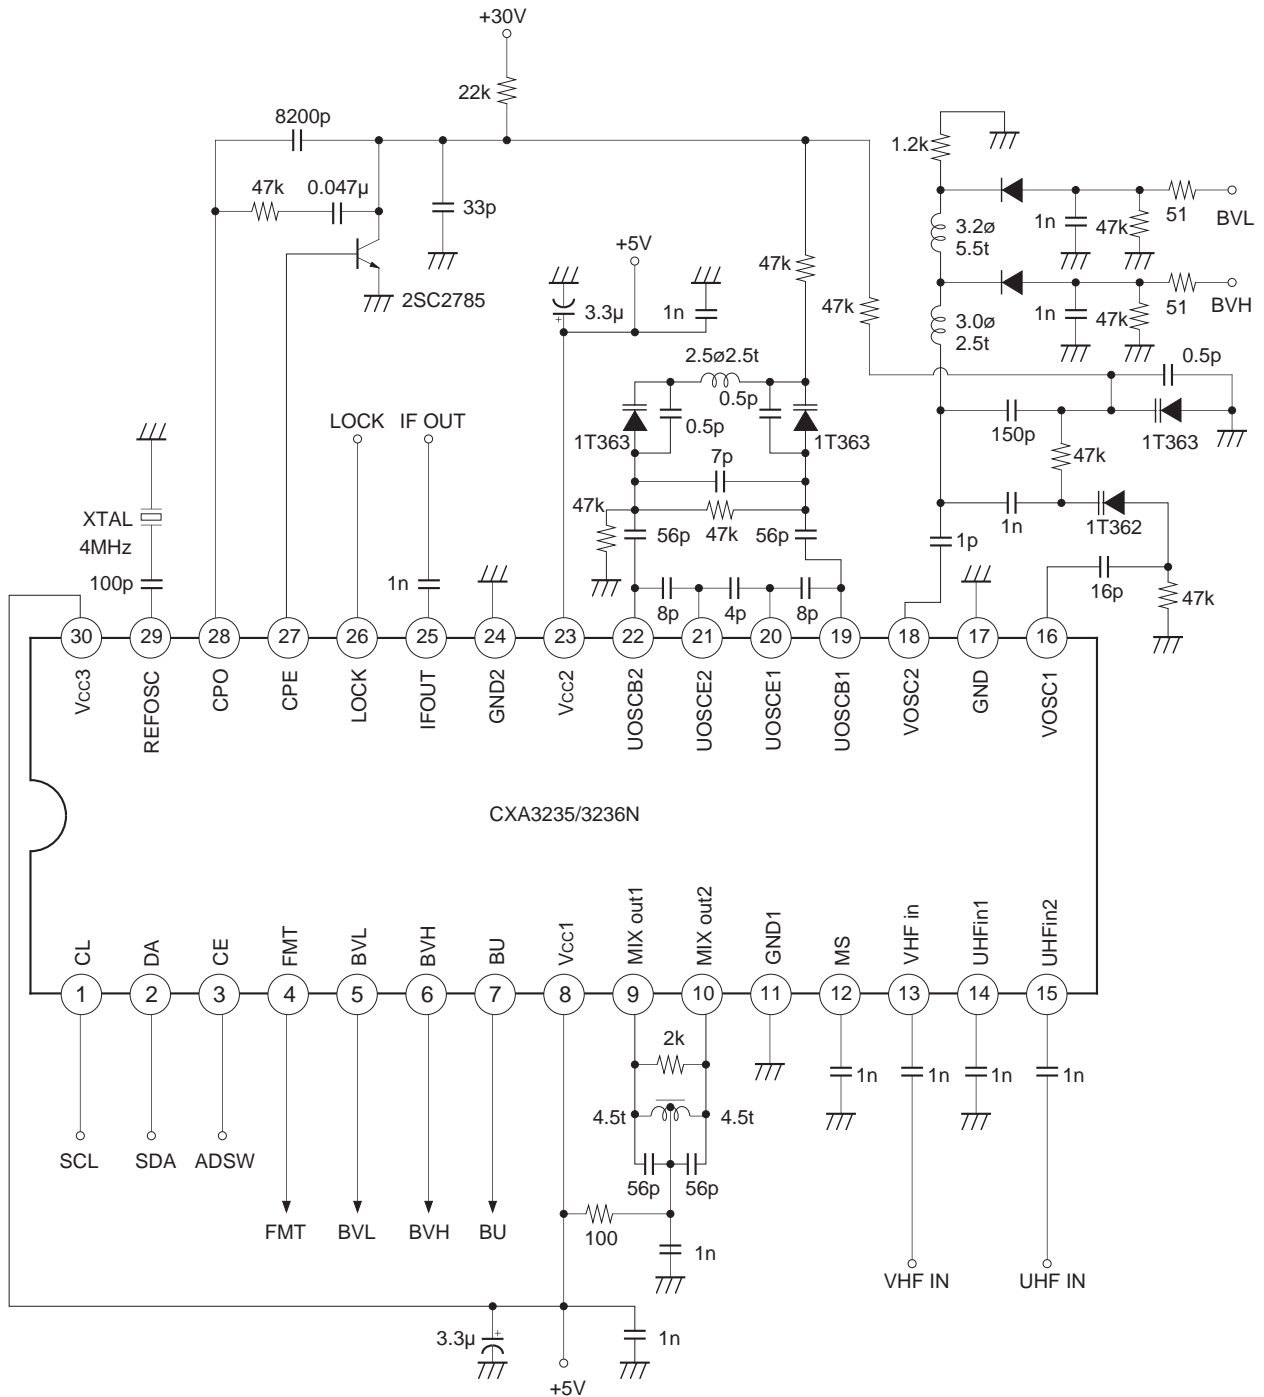 +30V
22k
8200p
1.2k
47k
0.047µ
33p
1n
47k
51
BVL
3.2ø
5.5t
+5V
2SC2785
47k
47k
3.3µ
1n
1n
47k
51
BVH
3.0ø
2.5t
2.5ø2.5t
0.5p
LOCK
IF OUT
0.5p
0.5p
1T363
1T363
150p
1T363
7p
47k
XTAL
4MHz
47k
56p
47k
56p
1n
1T362
1p
100p
1n
8p
4p
8p
16p
47k
30
29
28
27
26
25
24
23
22
21
20
19
18
17
16
Vcc3
REFOSC
CPO
CPE
LOCK
IFOUT
GND2
Vcc2
UOSCB2
UOSCE2
UOSCE1
UOSCB1
VOSC2
GND
VOSC1
CXA3235/3236N
CL
DA
CE
FMT
BVL
BVH
BU
Vcc1
MIX out1
MIX out2
GND1
MS
VHF in
UHFin1
UHFin2
1
2
3
4
5
6
7
8
9
10
11
12
13
14
15
2k
1n
1n
1n
1n
4.5t
4.5t
SCL
SDA
ADSW
56p
56p
FMT
BVL
BVH
BU
100
1n
VHF IN
UHF IN
3.3µ
1n
+5V